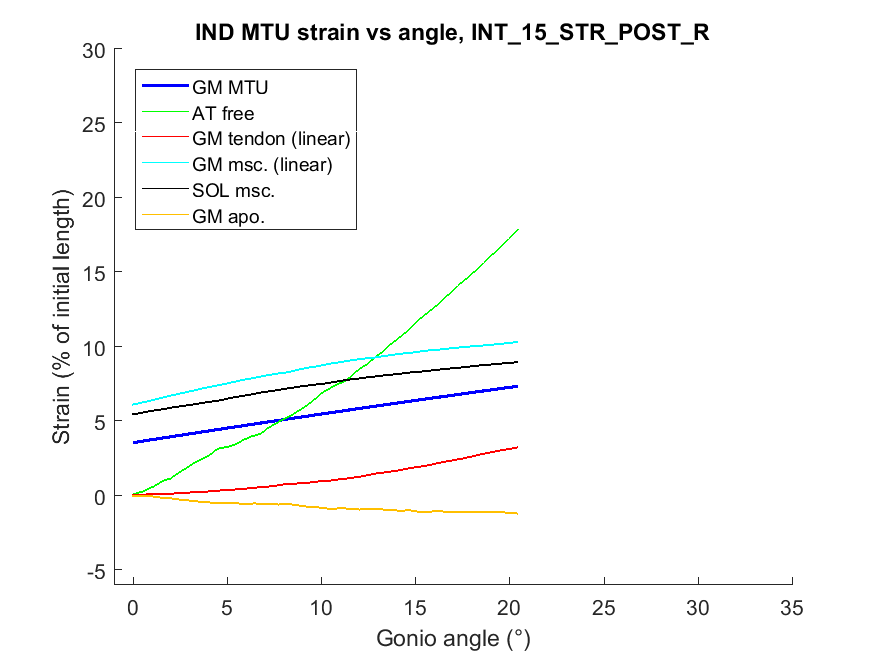 IND MTU strain vs angle, INT_15_STR_POST_R
30
25
20
15
10
5
0
-5
Strain (% of initial length)
GM MTU
AT free
GM tendon (linear)
GM msc. (linear)
SOL msc.
GM apo.
0 5 10 15 20 25 30 35
Gonio angle (°)